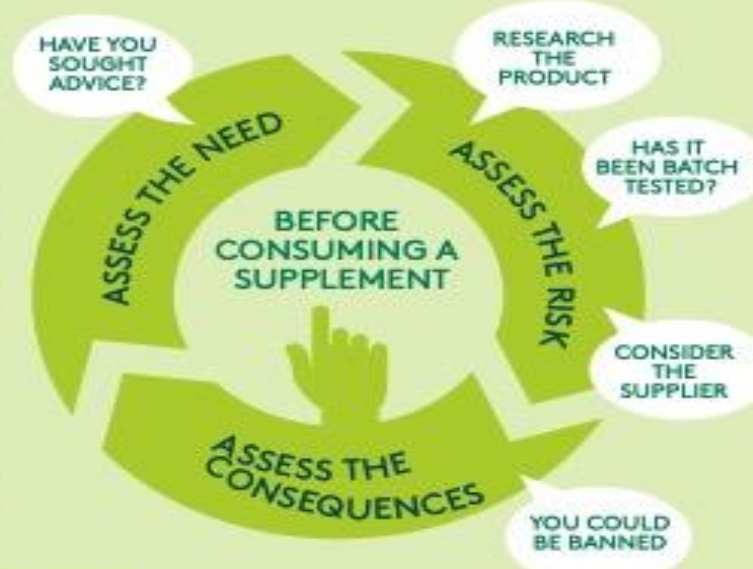 HAVE YOU
SOUGHT
ADVICE?
ASSESS THE NEED
RESEARCH
THE
PRODUCT
HAS IT
BEEN BATCH
TESTED?
ASSESS THE RISK
CONSIDER
THE
SUPPLIER
BEFORE
CONSUMING A
SUPPLEMENT
ASSESS THE
CONSEQUENCES
YOU COULD
BE BANNED